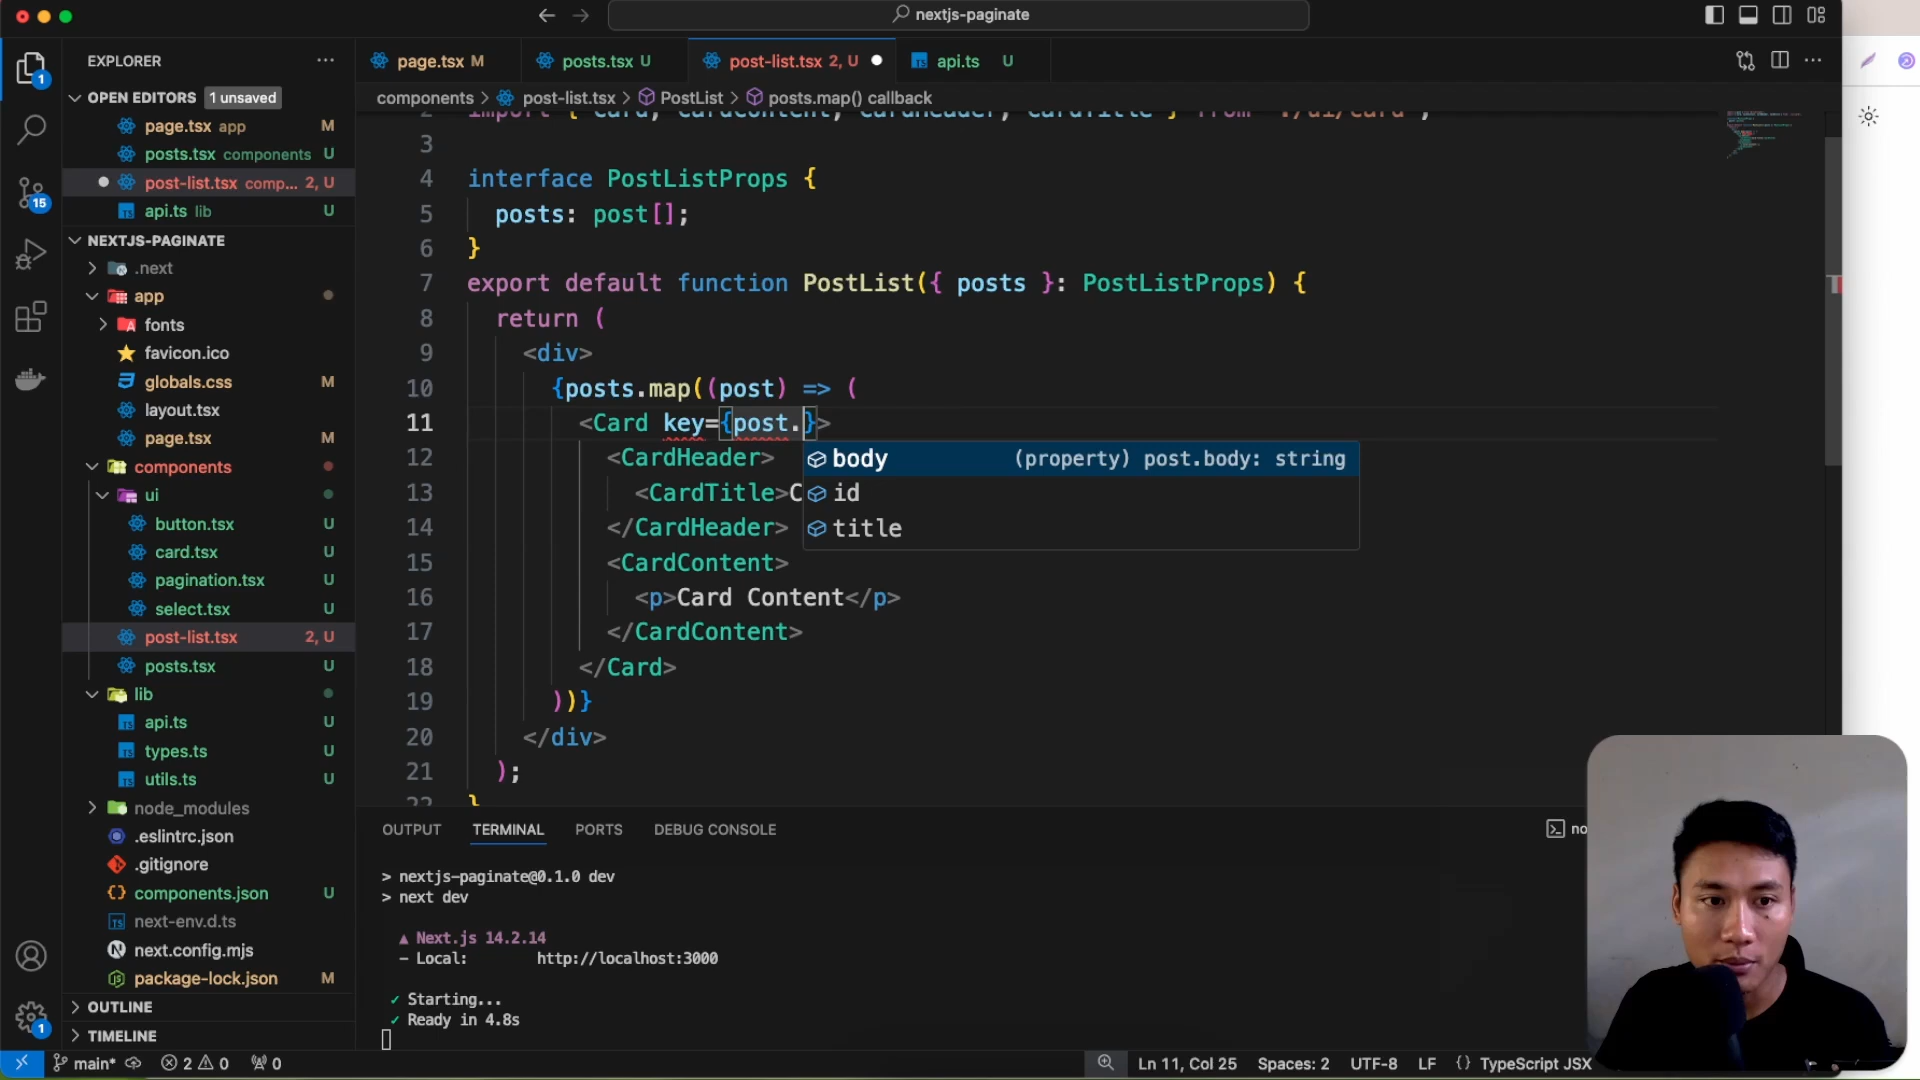 nextjs-paginate
EXPLORER
OPEN EDITORS 1 unsaved
page.tsx app M
posts.tsx components U
post-list.tsx comp... 2, U
api.ts lib U
NEXTJS-PAGINATE
.next
app
fonts
favicon.ico
globals.css M
layout.tsx
page.tsx M
components
ui
button.tsx U
card.tsx U
pagination.tsx U
select.tsx U
post-list.tsx 2, U
posts.tsx U
lib
api.ts U
types.ts U
utils.ts U
node_modules
.eslintrc.json
.gitignore
components.json U
next-env.d.ts
next.config.mjs
package-lock.json M
OUTLINE
TIMELINE
1
15
1
page.tsx M posts.tsx U post-list.tsx 2, U api.ts U
components > post-list.tsx > PostList > posts.map() callback
2 import { Card, CardContent, CardHeader, CardTitle } from "./ui/card";
3
4 interface PostListProps {
5 posts: post[];
6 }
7 export default function PostList({ posts }: PostListProps) {
8 return (
9 <div>
10 {posts.map((post) => (
11 <Card key={post.}>
12 <CardHeader>
13 <CardTitle>C
14 </CardHeader>
15 <CardContent>
16 <p>Card Content</p>
17 </CardContent>
18 </Card>
19 ))}
20 </div>
21 );
22 }
body (property) post.body: string
id
title
OUTPUT TERMINAL PORTS DEBUG CONSOLE
> nextjs-paginate@0.1.0 dev
> next dev
▲ Next.js 14.2.14
- Local: http://localhost:3000
✓ Starting...
✓ Ready in 4.8s
main* 2 0 0 Ln 11, Col 25 Spaces: 2 UTF-8 LF {} TypeScript JSX